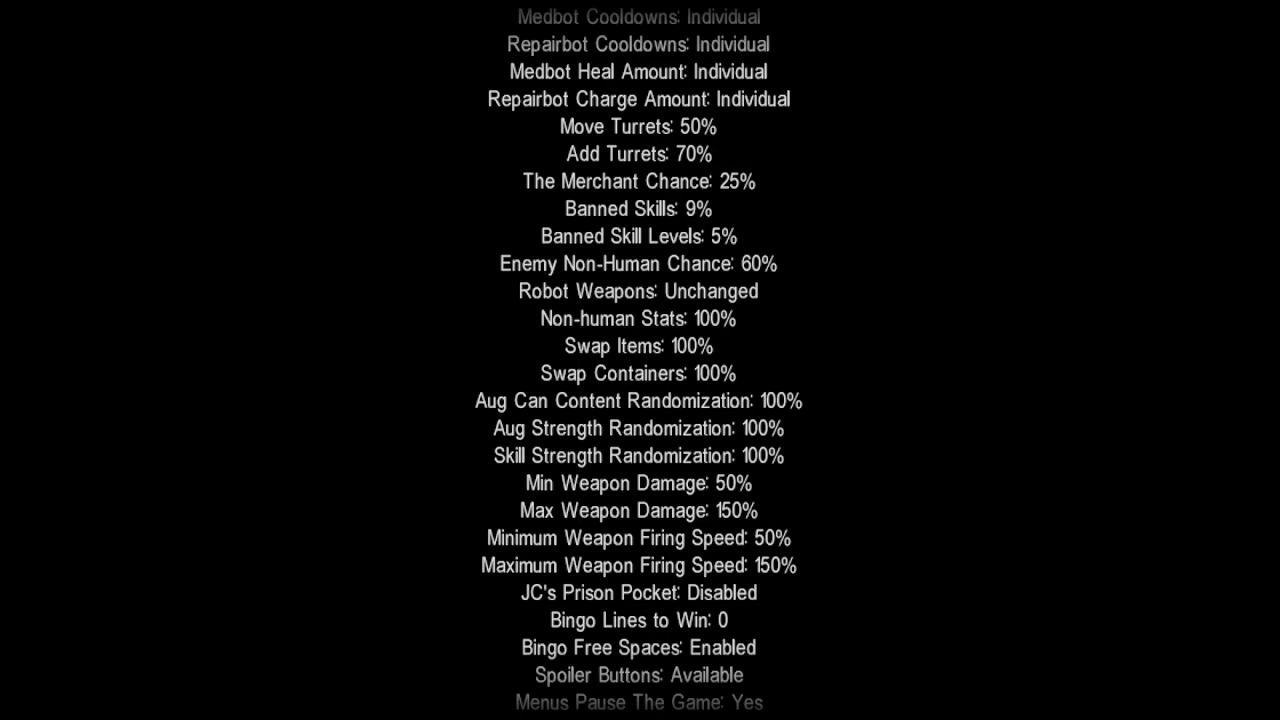 Medbot Cooldowns: Individual
Repairbot Cooldowns: Individual
Medbot Heal Amount: Individual
Repairbot Charge Amount: Individual
Move Turrets: 50%
Add Turrets: 70%
The Merchant Chance: 25%
Banned Skills: 9%
Banned Skill Levels: 5%
Enemy Non-Human Chance: 60%
Robot Weapons: Unchanged
Non-human Stats: 100%
Swap Items: 100%
Swap Containers: 100%
Aug Can Content Randomization: 100%
Aug Strength Randomization: 100%
Skill Strength Randomization: 100%
Min Weapon Damage: 50%
Max Weapon Damage: 150%
Minimum Weapon Firing Speed: 50%
Maximum Weapon Firing Speed: 150%
JC's Prison Pocket: Disabled
Bingo Lines to Win: 0
Bingo Free Spaces: Enabled
Spoiler Buttons: Available
Menus Pause The Game: Yes